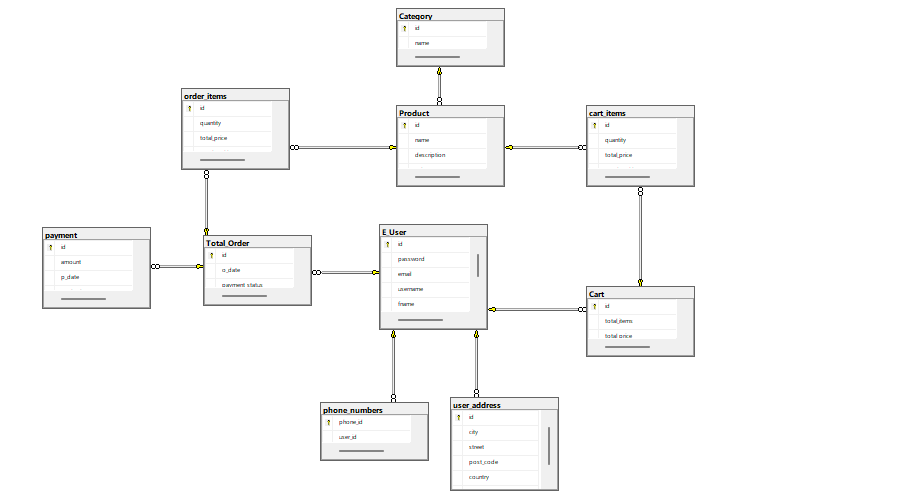 Category
id
name
order_items
id
quantity
total_price
Product
id
name
description
cart_items
id
quantity
total_price
payment
id
amount
p_date
Total_Order
id
o_date
payment_status
E_User
id
password
email
username
fname
Cart
id
total_items
total_price
phone_numbers
phone_id
user_id
user_address
id
city
street
post_code
country